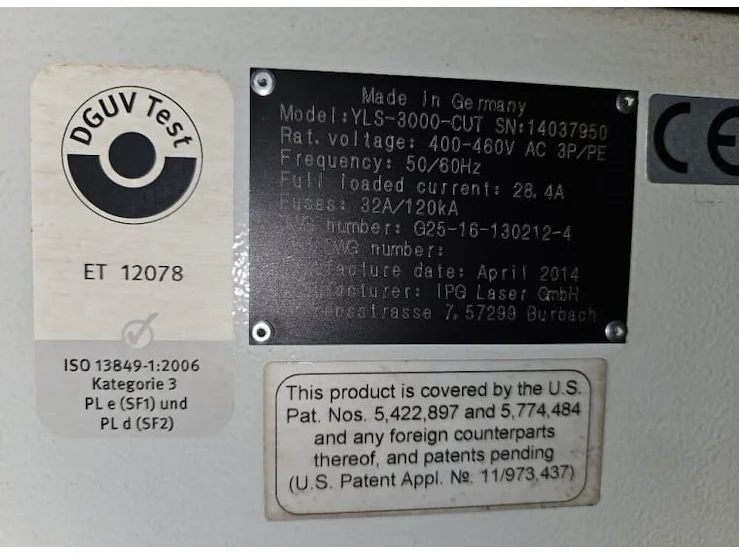 DGUV Test
ET 12078
ISO 13849-1:2006
Kategorie 3
PL e (SF1) und
PL d (SF2)
Made in Germany
Model:YLS-3000-CUT SN:14037950
Rat. voltage: 400-460V AC 3P/PE
Frequency: 50/60Hz
Full loaded current: 28.4A
Fuses: 32A/120kA
number: G25-16-130212-4
number:
date: April 2014
IPG Laser GmbH
7, 57299 Burbach
CE
This product is covered by the U.S.
Pat. Nos. 5,422,897 and 5,774,484
and any foreign counterparts
thereof, and patents pending
(U.S. Patent Appl. №: 11/973,437)